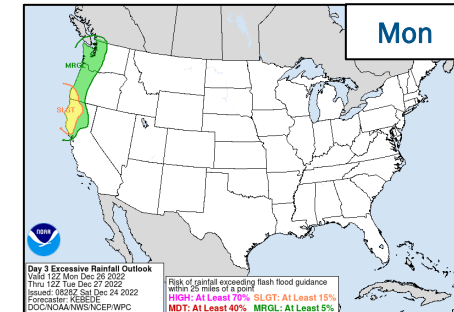 Mon
MRGL
SLGT
NOAA
Day 3 Excessive Rainfall Outlook
Valid 12Z Mon Dec 26 2022
Thru 12Z Tue Dec 27 2022
Issued: 0828Z Sat Dec 24 2022
Forecaster: KEBEDE
DOC/NOAA/NWS/NCEP/WPC
Risk of rainfall exceeding flash flood guidance
within 25 miles of a point
HIGH: At Least 70% SLGT: At Least 15%
MDT: At Least 40% MRGL: At Least 5%